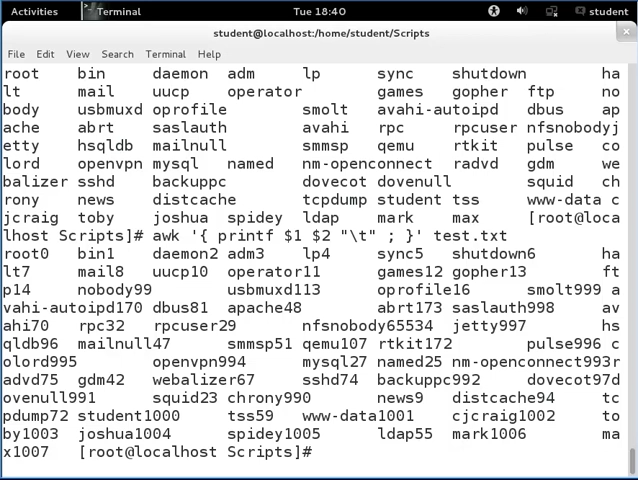 Activities Terminal Tue 18:40 student
student@localhost:/home/student/Scripts
File Edit View Search Terminal Help
root bin daemon adm lp sync shutdown ha
lt mail uucp operator games gopher ftp no
body usbmuxd oprofile smolt avahi-autoipd dbus ap
ache abrt saslauth avahi rpc rpcuser nfsnobodyj
etty hsqldb mailnull smmsp qemu rtkit pulse co
lord openvpn mysql named nm-openconnect radvd gdm we
balizer sshd backuppc dovecot dovenull squid ch
rony news distcache tcpdump student tss www-data c
jcraig toby joshua spidey ldap mark max [root@loca
lhost Scripts]# awk '{ printf $1 $2 "\t" ; }' test.txt
root0 bin1 daemon2 adm3 lp4 sync5 shutdown6 ha
lt7 mail8 uucp10 operator11 games12 gopher13 ft
p14 nobody99 usbmuxd113 oprofile16 smolt999 a
vahi-autoipd170 dbus81 apache48 abrt173 saslauth998 av
ahi70 rpc32 rpcuser29 nfsnobody65534 jetty997 hs
qldb96 mailnull47 smmsp51 qemu107 rtkit172 pulse996 c
olord995 openvpn994 mysql27 named25 nm-openconnect993r
advd75 gdm42 webalizer67 sshd74 backuppc992 dovecot97d
ovenull991 squid23 chrony990 news9 distcache94 tc
pdump72 student1000 tss59 www-data1001 cjcraig1002 to
by1003 joshua1004 spidey1005 ldap55 mark1006 ma
x1007 [root@localhost Scripts]#